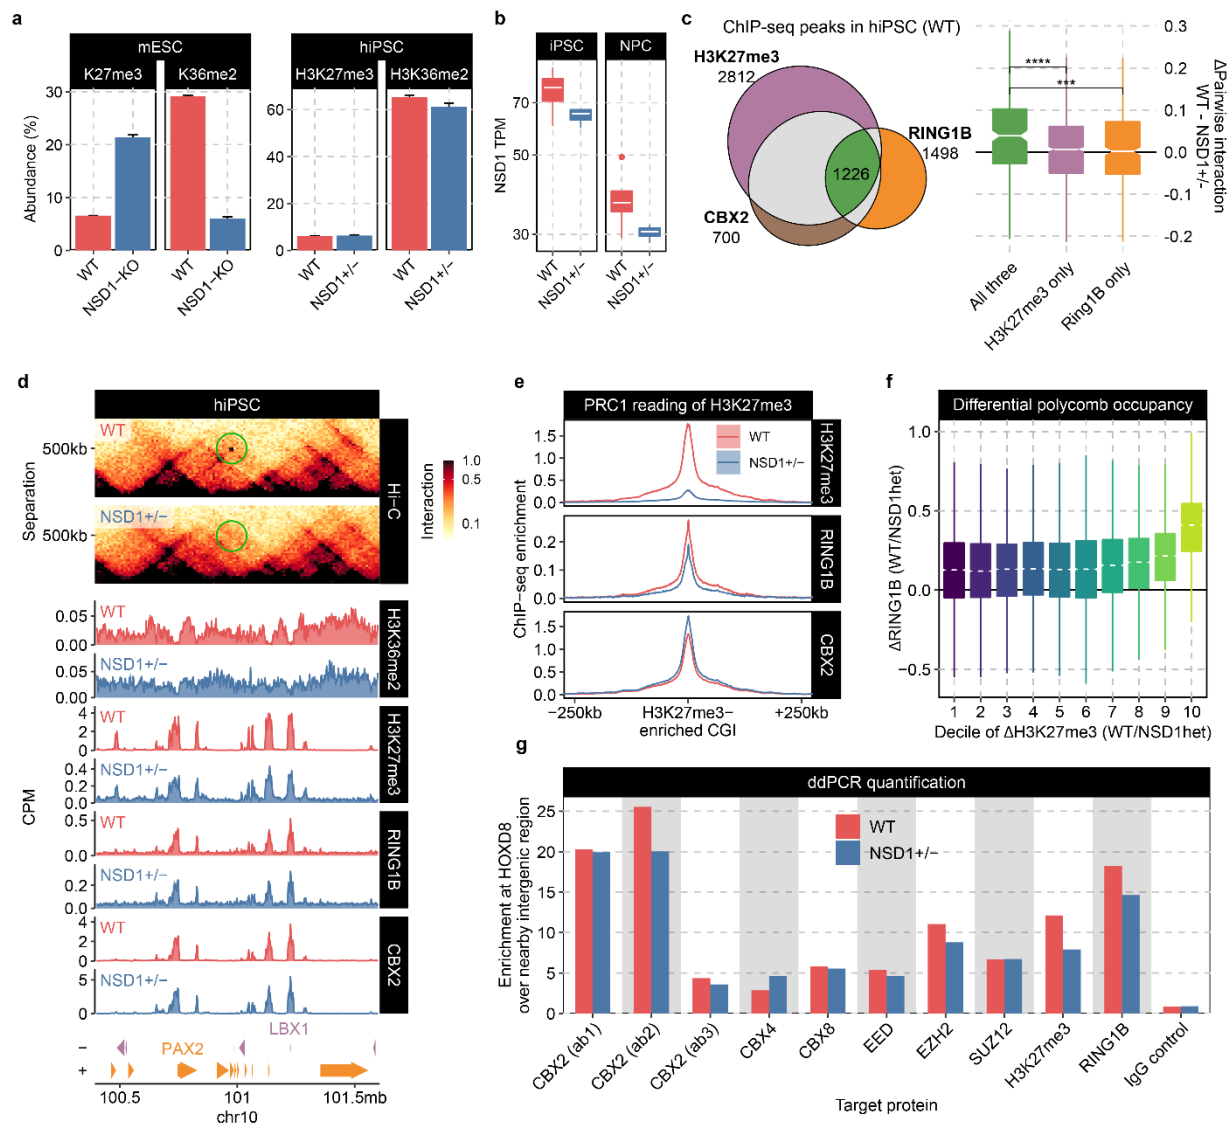 a
mESC
K27me3
K36me2
Abundance (%)
30
20
10
0
WT
NSD1−KO
WT
NSD1−KO
hiPSC
H3K27me3
H3K36me2
60
40
20
0
WT
NSD1+/−
WT
NSD1+/−
b
iPSC
NPC
NSD1 TPM
70
50
30
WT
NSD1+/−
WT
NSD1+/−
c
ChIP-seq peaks in hiPSC (WT)
H3K27me3
2812
RING1B
1498
1226
CBX2
700
****
***
0.3
0.2
0.1
0.0
-0.1
-0.2
ΔPairwise interaction
WT - NSD1+/-
All three
H3K27me3 only
Ring1B only
d
hiPSC
WT
500kb
NSD1+/−
500kb
Separation
Hi−C
Interaction
1.0
0.5
0.1
CPM
WT
0.05
0.00
NSD1+/−
0.05
0.00
H3K36me2
WT
4
2
0
NSD1+/−
0.4
0.2
0.0
H3K27me3
WT
0.5
0.0
NSD1+/−
0.2
0.0
RING1B
WT
4
2
0
NSD1+/−
5
0
CBX2
LBX1
−
PAX2
+
100.5
101
101.5mb
chr10
e
PRC1 reading of H3K27me3
ChIP−seq enrichment
WT
NSD1+/−
1.5
1.0
0.5
0.0
H3K27me3
0.2
0.1
0.0
RING1B
1.5
1.0
0.5
0.0
CBX2
−250kb
H3K27me3−
enriched CGI
+250kb
f
Differential polycomb occupancy
ΔRING1B (WT/NSD1het)
1.0
0.5
0.0
−0.5
1 2 3 4 5 6 7 8 9 10
Decile of ΔH3K27me3 (WT/NSD1het)
g
ddPCR quantification
Enrichment at HOXD8
over nearby intergenic region
25
20
15
10
5
0
WT
NSD1+/−
CBX2 (ab1)
CBX2 (ab2)
CBX2 (ab3)
CBX4
CBX8
EED
EZH2
SUZ12
H3K27me3
RING1B
IgG control
Target protein